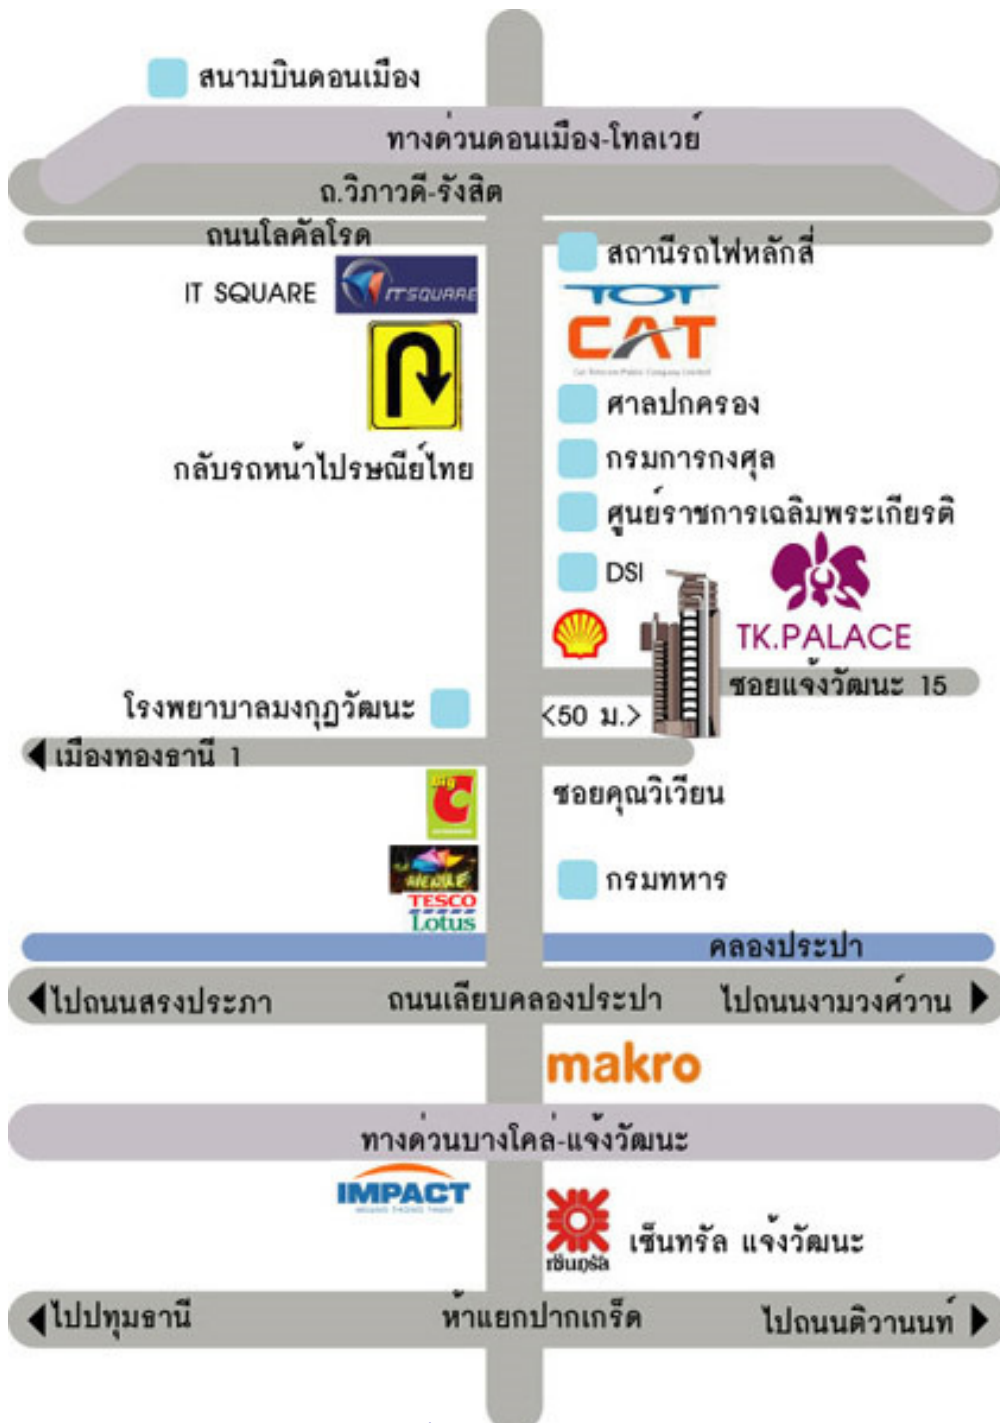 สนามบินดอนเมือง
ทางด่วนดอนเมือง-โทลเวย์
ถ.วิภาวดี-รังสิต
ถนนโลคัลโรด
สถานีรถไฟหลักสี่
IT SQUARE
IT SQUARE
TOT
CAT
Cat Telecom Public Company Limited
ศาลปกครอง
กลับรถหน้าไปรษณีย์ไทย
กรมการกงศุล
ศูนย์ราชการเฉลิมพระเกียรติ
DSI
TK.PALACE
ซอยแจ้งวัฒนะ 15
โรงพยาบาลมงกุฎวัฒนะ
<50 ม.>
เมืองทองธานี 1
Big C
ซอยคุณวิเวียน
AVENUE
กรมทหาร
TESCO
Lotus
คลองประปา
ไปถนนสรงประภา ถนนเลียบคลองประปา ไปถนนงามวงศ์วาน
makro
ทางด่วนบางโคล่-แจ้งวัฒนะ
IMPACT
MUANG THONG THANI
เซ็นทรัล
เซ็นทรัล แจ้งวัฒนะ
ไปปทุมธานี ห้าแยกปากเกร็ด ไปถนนติวานนท์